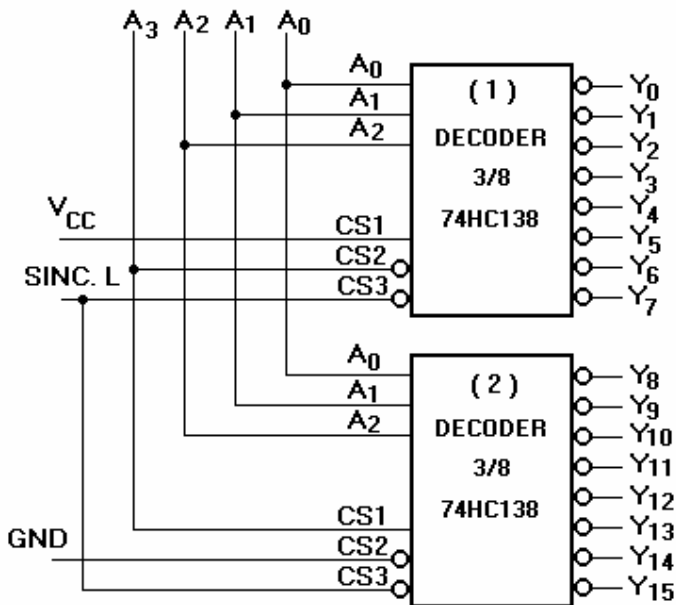 A3 A2 A1 A0
A0 (1) Y0
A1 Y1
A2 DECODER Y2
3/8 Y3
74HC138 Y4
VCC CS1 Y5
CS2 Y6
SINC. L CS3 Y7
A0 (2) Y8
A1 Y9
A2 DECODER Y10
3/8 Y11
74HC138 Y12
CS1 Y13
GND CS2 Y14
CS3 Y15